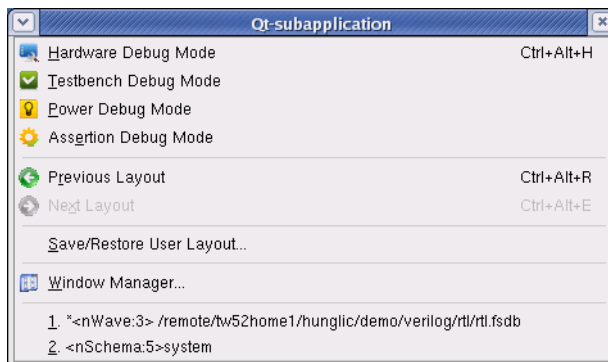 Qt-subapplication
Hardware Debug Mode Ctrl+Alt+H
Testbench Debug Mode
Power Debug Mode
Assertion Debug Mode
Previous Layout Ctrl+Alt+R
Next Layout Ctrl+Alt+E
Save/Restore User Layout...
Window Manager...
1. *<nWave:3> /remote/tw52home1/hunglic/demo/verilog/rtl/rtl.fsdb
2. <nSchema:5>system